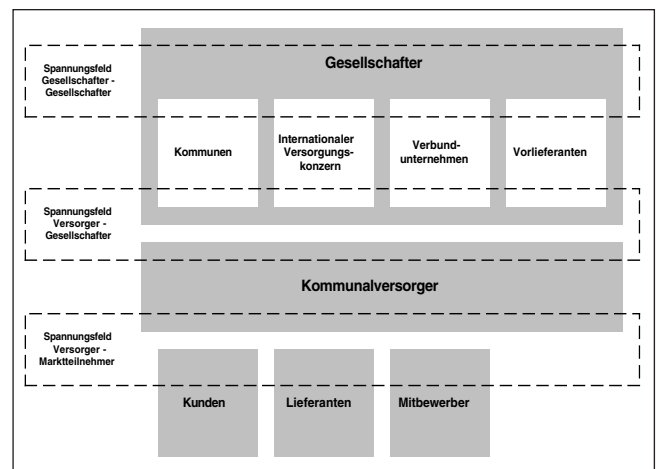 Spannungsfeld
Gesellschafter -
Gesellschafter
Gesellschafter
Kommunen
Internationaler
Versorgungs-
konzern
Verbund-
unternehmen
Vorlieferanten
Spannungsfeld
Versorger -
Gesellschafter
Kommunalversorger
Spannungsfeld
Versorger -
Marktteilnehmer
Kunden
Lieferanten
Mitbewerber